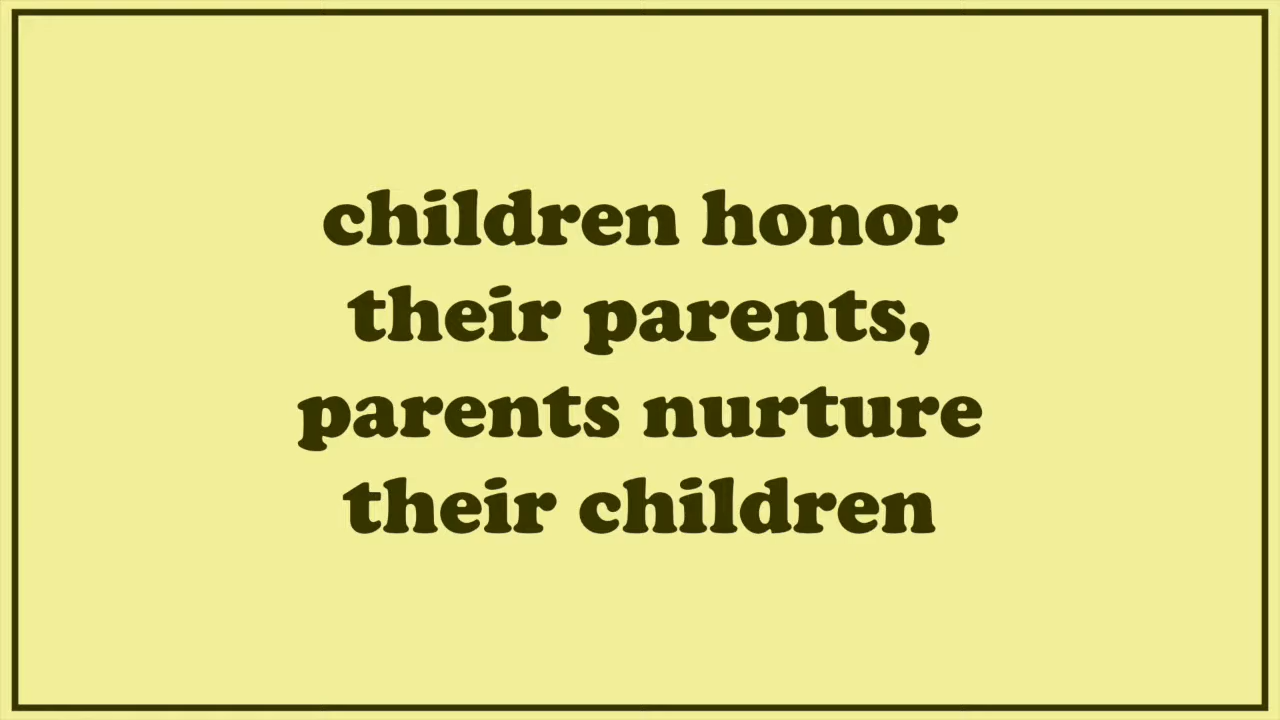 children honor
their parents,
parents nurture
their children